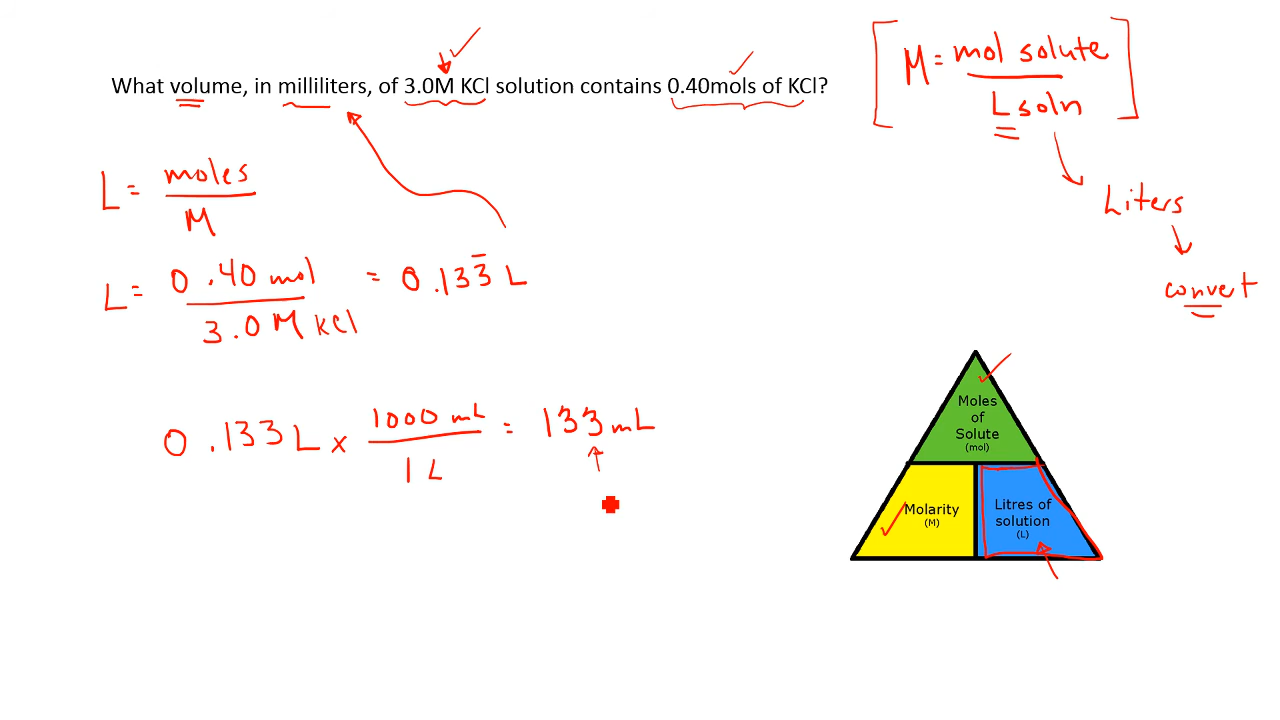 What volume, in milliliters, of 3.0M KCl solution contains 0.40mols of KCl?
M = mol solute
L soln
Liters
convert
L = moles
M
L = 0.40 mol = 0.133̅ L
3.0 M KCl
0.133 L x 1000 mL = 133 mL
1 L
Moles
of
Solute
(mol)
Molarity
(M)
Litres of
solution
(L)